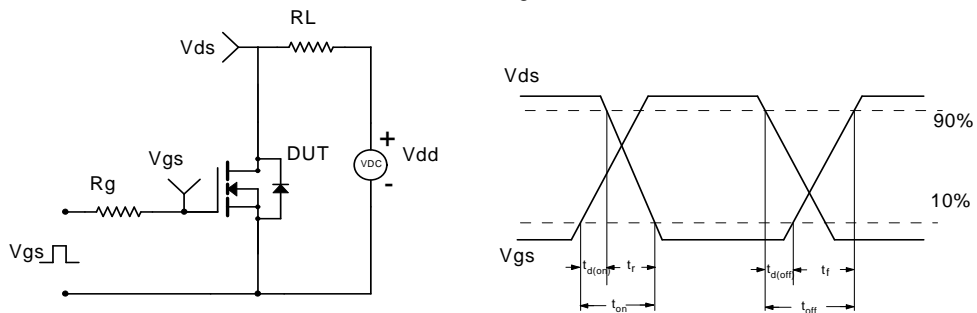 RL
Vds
Vgs
DUT
Rg
VDC
+
-
Vdd
Vgs
Vds
90%
10%
Vgs
td(on)
tr
td(off)
tf
ton
toff